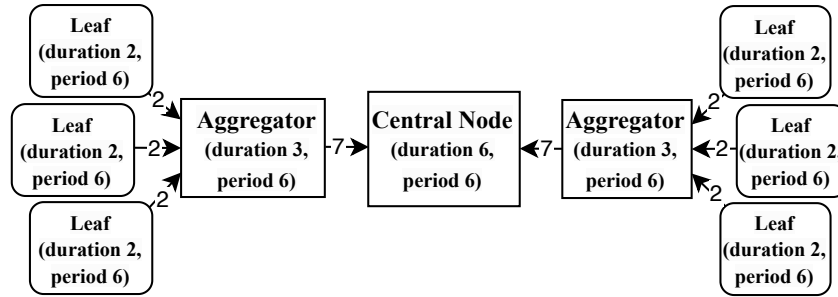 Leaf
(duration 2,
period 6)
2
Leaf
(duration 2,
period 6)
2
Leaf
(duration 2,
period 6)
2
Aggregator
(duration 3,
period 6)
7
Central Node
(duration 6,
period 6)
7
Aggregator
(duration 3,
period 6)
2
Leaf
(duration 2,
period 6)
2
Leaf
(duration 2,
period 6)
2
Leaf
(duration 2,
period 6)